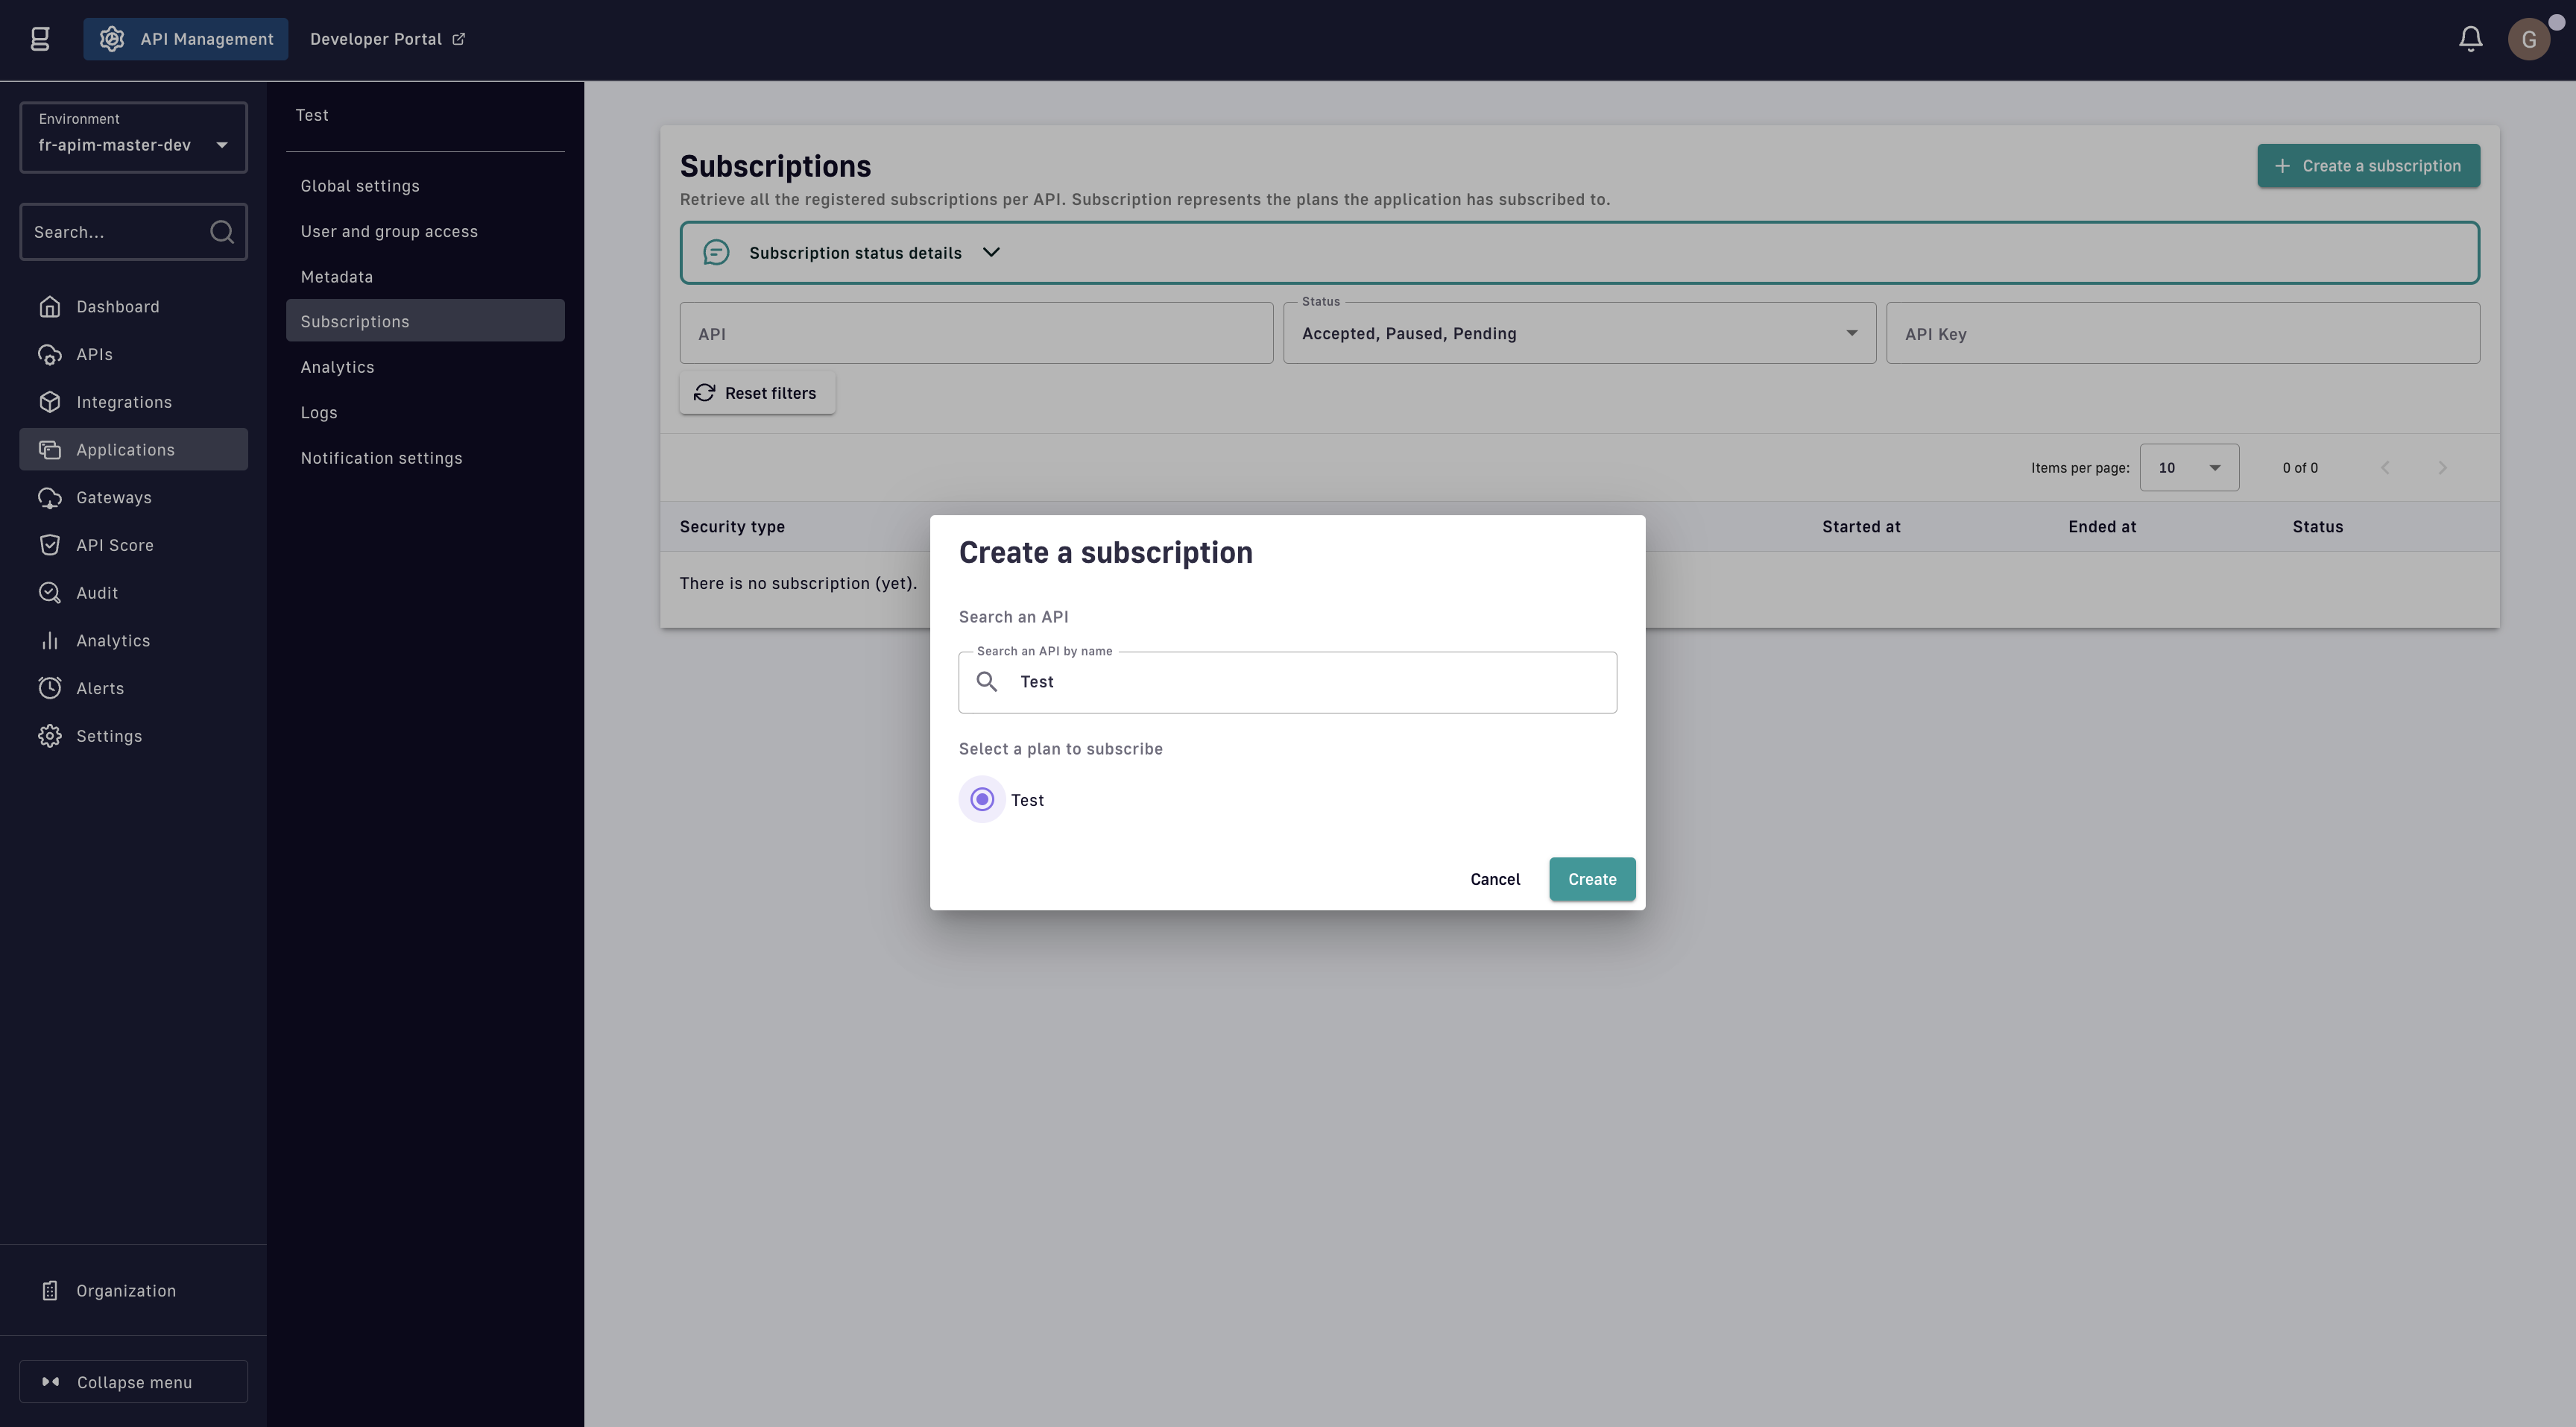 g
API Management
Developer Portal
G
Environment
fr-apim-master-dev
Search...
Dashboard
APIs
Integrations
Applications
Gateways
API Score
Audit
Analytics
Alerts
Settings
Organization
Collapse menu
Test
Global settings
User and group access
Metadata
Subscriptions
Analytics
Logs
Notification settings
Subscriptions
Create a subscription
Retrieve all the registered subscriptions per API. Subscription represents the plans the application has subscribed to.
Subscription status details
API
Status
Accepted, Paused, Pending
API Key
Reset filters
Items per page: 10 0 of 0
Security type Started at Ended at Status
There is no subscription (yet).
Create a subscription
Search an API
Search an API by name
Test
Select a plan to subscribe
Test
Cancel Create